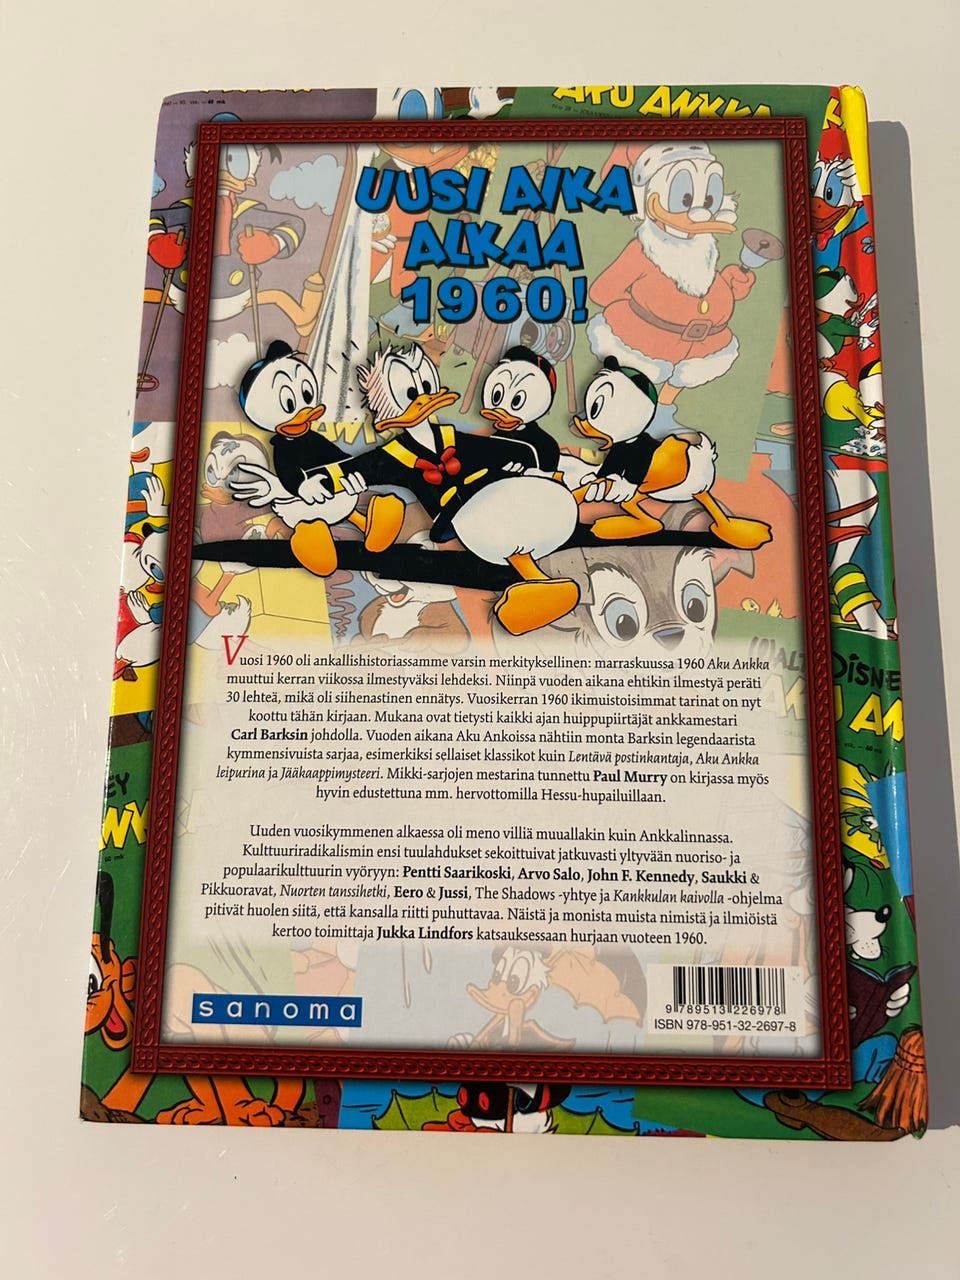 - 40 mk
AKU ANKKA
UUSI AIKA
ALKAA
1960!
Vuosi 1960 oli ankallishistoriassamme varsin merkityksellinen: marraskuussa 1960 Aku Ankka
muuttui kerran viikossa ilmestyväksi lehdeksi. Niinpä vuoden aikana ehtikin ilmestyä peräti
30 lehteä, mikä oli siihenastinen ennätys. Vuosikerran 1960 ikimuistoisimmat tarinat on nyt
koottu tähän kirjaan. Mukana ovat tietysti kaikki ajan huippupiirtäjät ankkamestari
Carl Barksin johdolla. Vuoden aikana Aku Ankoissa nähtiin monta Barksin legendaarista
kymmensivuista sarjaa, esimerkiksi sellaiset klassikot kuin Lentävä postinkantaja, Aku Ankka
leipurina ja Jääkaappimysteeri. Mikki-sarjojen mestarina tunnettu Paul Murry on kirjassa myös
hyvin edustettuna mm. hervottomilla Hessu-hupailuillaan.
Uuden vuosikymmenen alkaessa oli meno villiä muuallakin kuin Ankkalinnassa.
Kulttuuriradikalismin ensi tuulahdukset sekoittuivat jatkuvasti yltyvään nuoriso- ja
populaarikulttuurin vyöryyn: Pentti Saarikoski, Arvo Salo, John F. Kennedy, Saukki &
Pikkuoravat, Nuorten tanssihetki, Eero & Jussi, The Shadows -yhtye ja Kankkulan kaivolla -ohjelma
pitivät huolen siitä, että kansalla riitti puhuttavaa. Näistä ja monista muista nimistä ja ilmiöistä
kertoo toimittaja Jukka Lindfors katsauksessaan hurjaan vuoteen 1960.
WALT DISNEY
sanoma
9 789513 226978
ISBN 978-951-32-2697-8